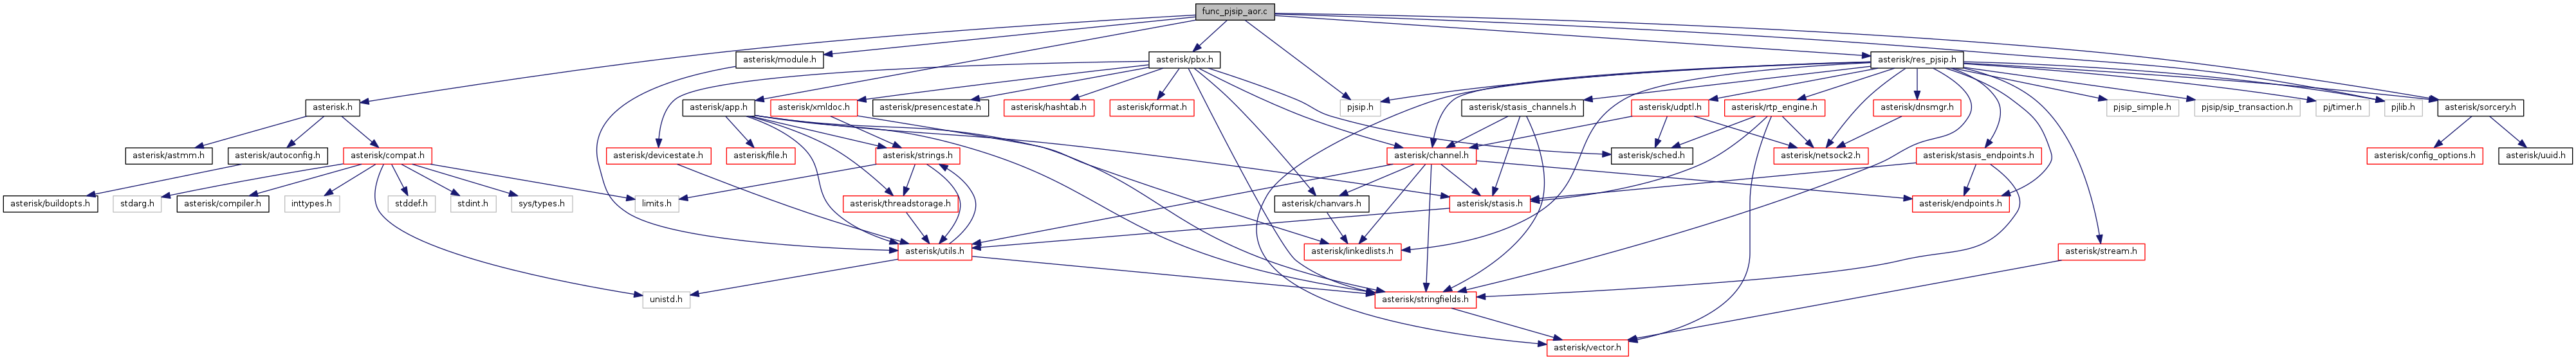 func_pjsip_aor.c
asterisk/module.h
asterisk/pbx.h
asterisk/res_pjsip.h
asterisk.h
asterisk/app.h
asterisk/xmldoc.h
asterisk/presencestate.h
asterisk/hashtab.h
asterisk/format.h
pjsip.h
asterisk/stasis_channels.h
asterisk/udptl.h
asterisk/rtp_engine.h
asterisk/dnsmgr.h
pjsip_simple.h
pjsip/sip_transaction.h
pj/timer.h
pjlib.h
asterisk/sorcery.h
asterisk/astmm.h
asterisk/autoconfig.h
asterisk/compat.h
asterisk/devicestate.h
asterisk/file.h
asterisk/strings.h
asterisk/channel.h
asterisk/sched.h
asterisk/netsock2.h
asterisk/stasis_endpoints.h
asterisk/config_options.h
asterisk/uuid.h
asterisk/buildopts.h
stdarg.h
asterisk/compiler.h
inttypes.h
stddef.h
stdint.h
sys/types.h
limits.h
asterisk/threadstorage.h
asterisk/chanvars.h
asterisk/stasis.h
asterisk/endpoints.h
asterisk/utils.h
asterisk/linkedlists.h
asterisk/stream.h
unistd.h
asterisk/stringfields.h
asterisk/vector.h